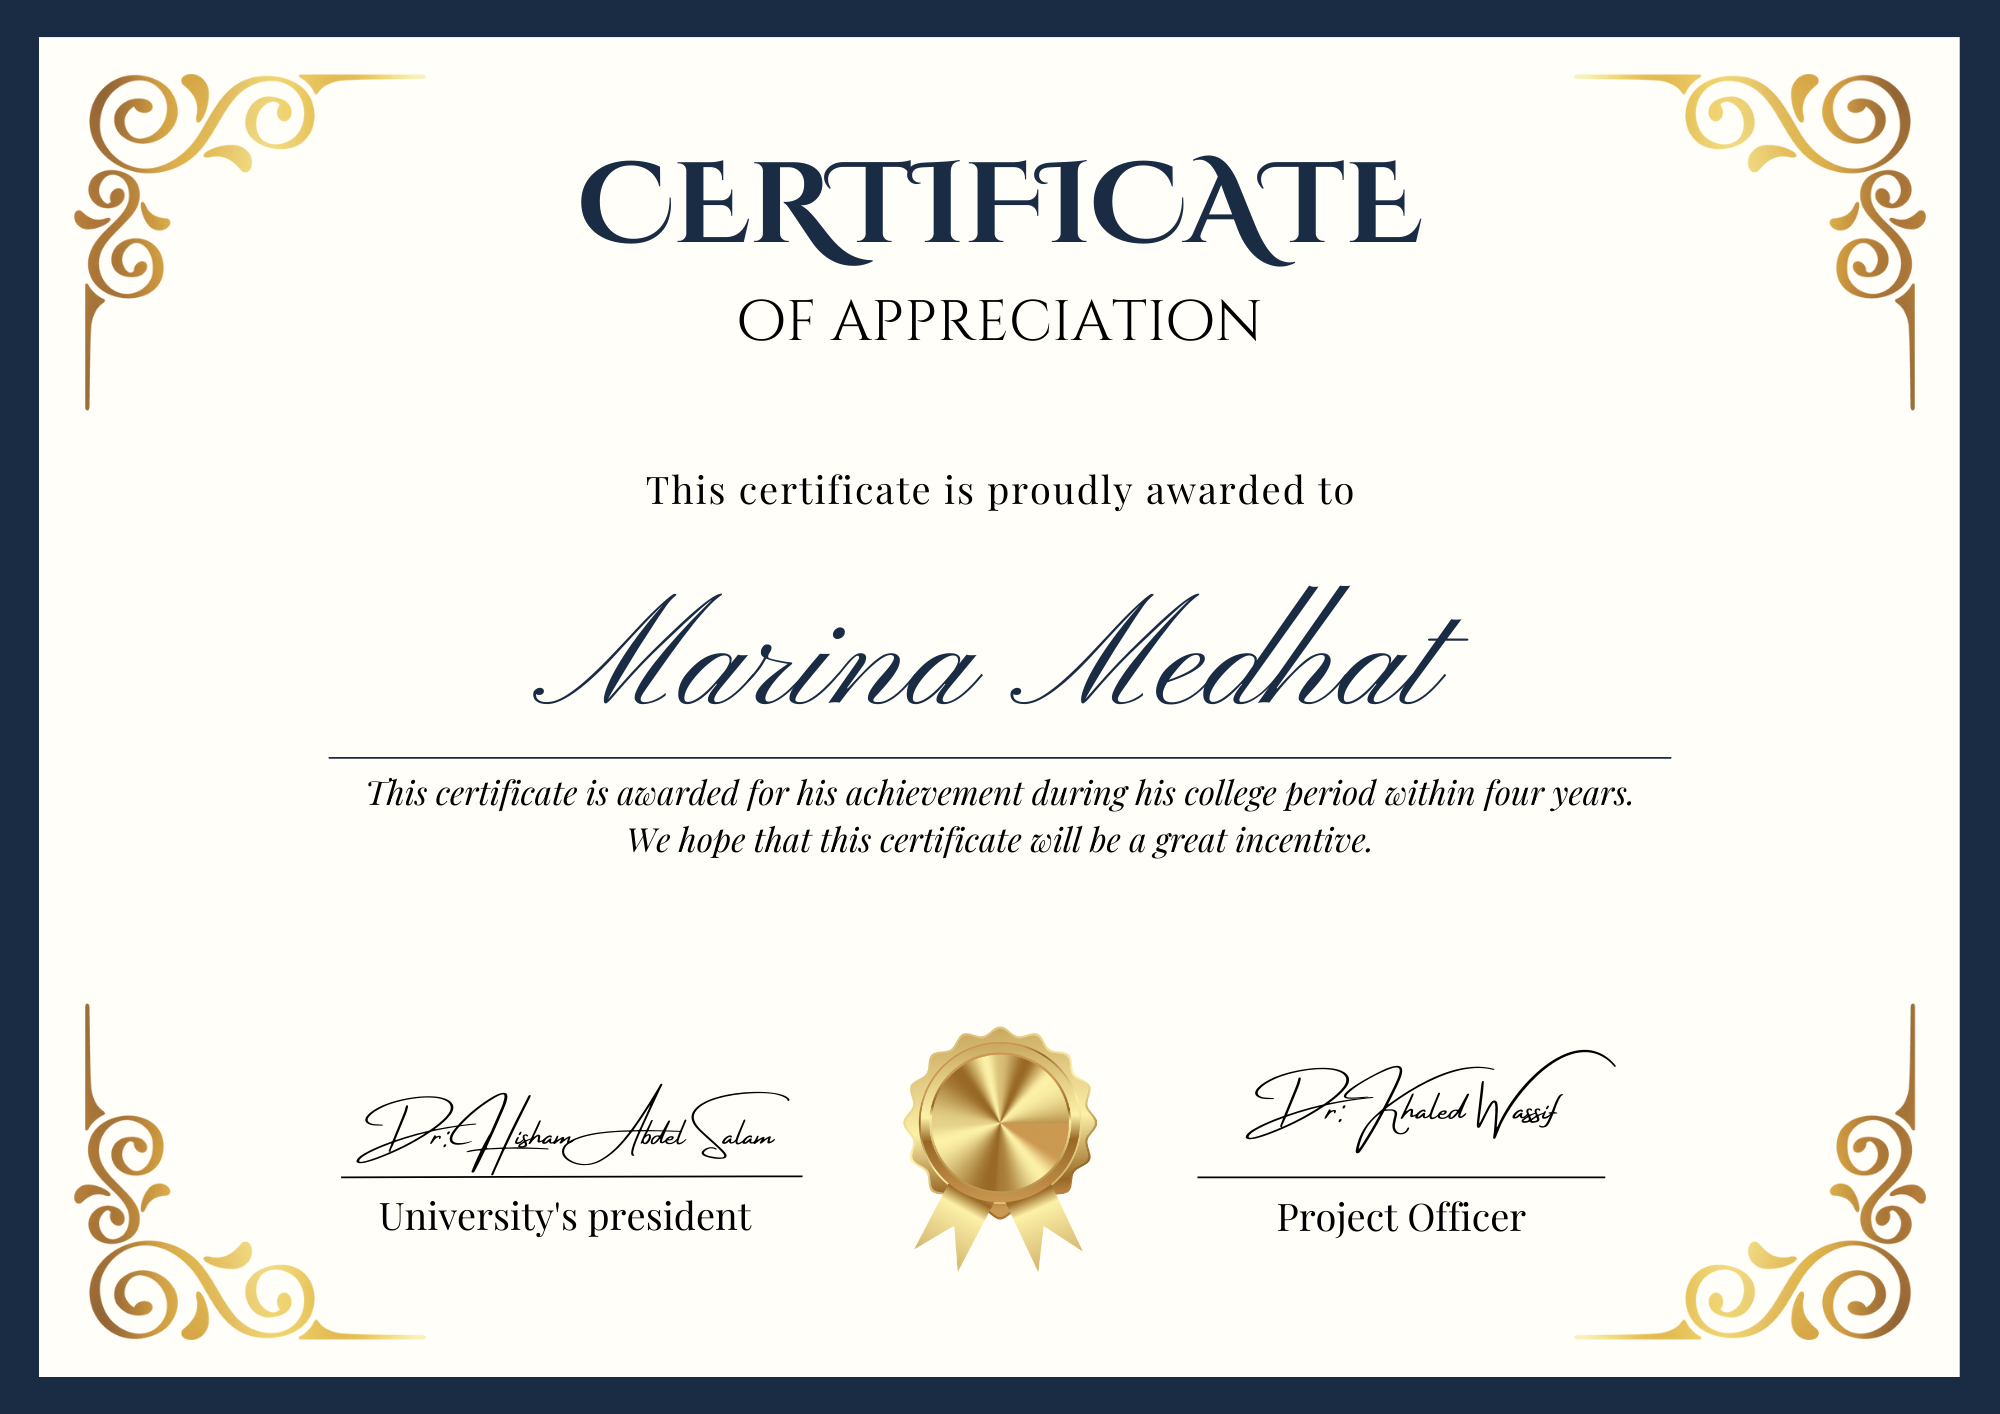 CERTIFICATE
OF APPRECIATION
This certificate is proudly awarded to
Marina Medhat
This certificate is awarded for his achievement during his college period within four years.
We hope that this certificate will be a great incentive.
Dr: Hisham Abdel Salam
University's president
Dr: Khaled Wassif
Project Officer